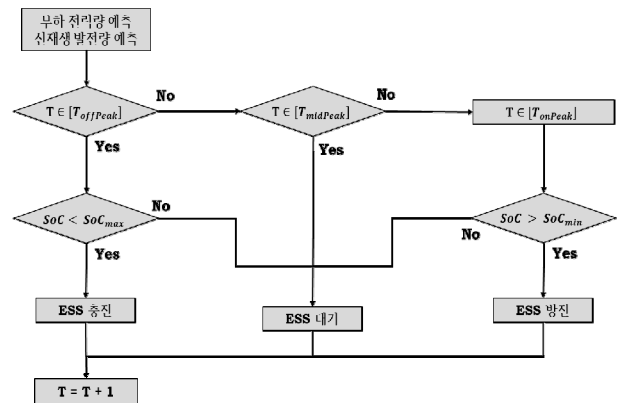 부하 전력량 예측
신재생 발전량 예측
T ∈ [T_offPeak]
No
T ∈ [T_midPeak]
No
T ∈ [T_onPeak]
Yes
Yes
SoC < SoC_max
No
SoC > SoC_min
No
Yes
Yes
ESS 충전
ESS 대기
ESS 방전
T = T + 1